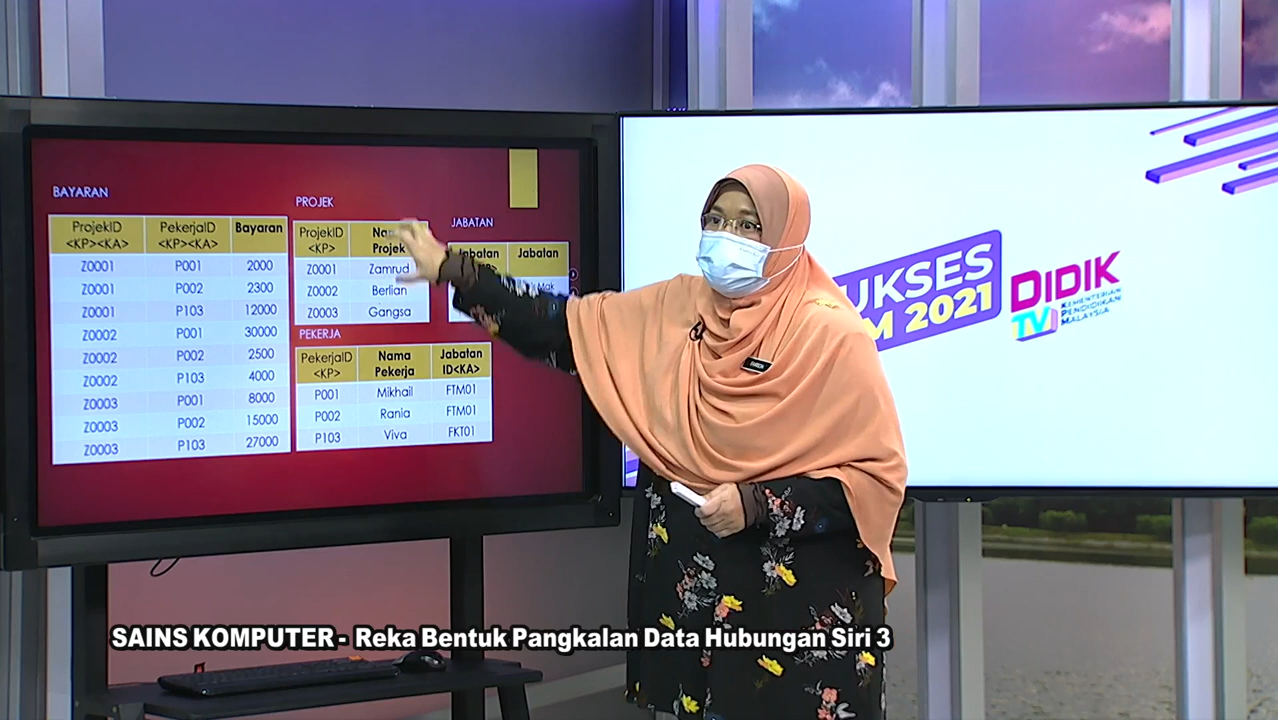 BAYARAN
ProjekID PekerjaID Bayaran
<KP><KA> <KP><KA>
Z0001 P001 2000
Z0001 P002 2300
Z0001 P103 12000
Z0002 P001 30000
Z0002 P002 2500
Z0002 P103 4000
Z0003 P001 8000
Z0003 P002 15000
Z0003 P103 27000
PROJEK
ProjekID
<KP> Projek
Z0001 Zamrud
Z0002 Berlian
Z0003 Gangsa
PEKERJA
PekerjaID Nama Jabatan
<KP> Pekerja ID<KA>
P001 Mikhail FTM01
P002 Rania FTM01
P103 Viva FKT01
JABATAN
Jabatan Jabatan
2021
DIDIK
TV
KEMENTERIAN
PENDIDIKAN
MALAYSIA
SAINS KOMPUTER - Reka Bentuk Pangkalan Data Hubungan Siri 3